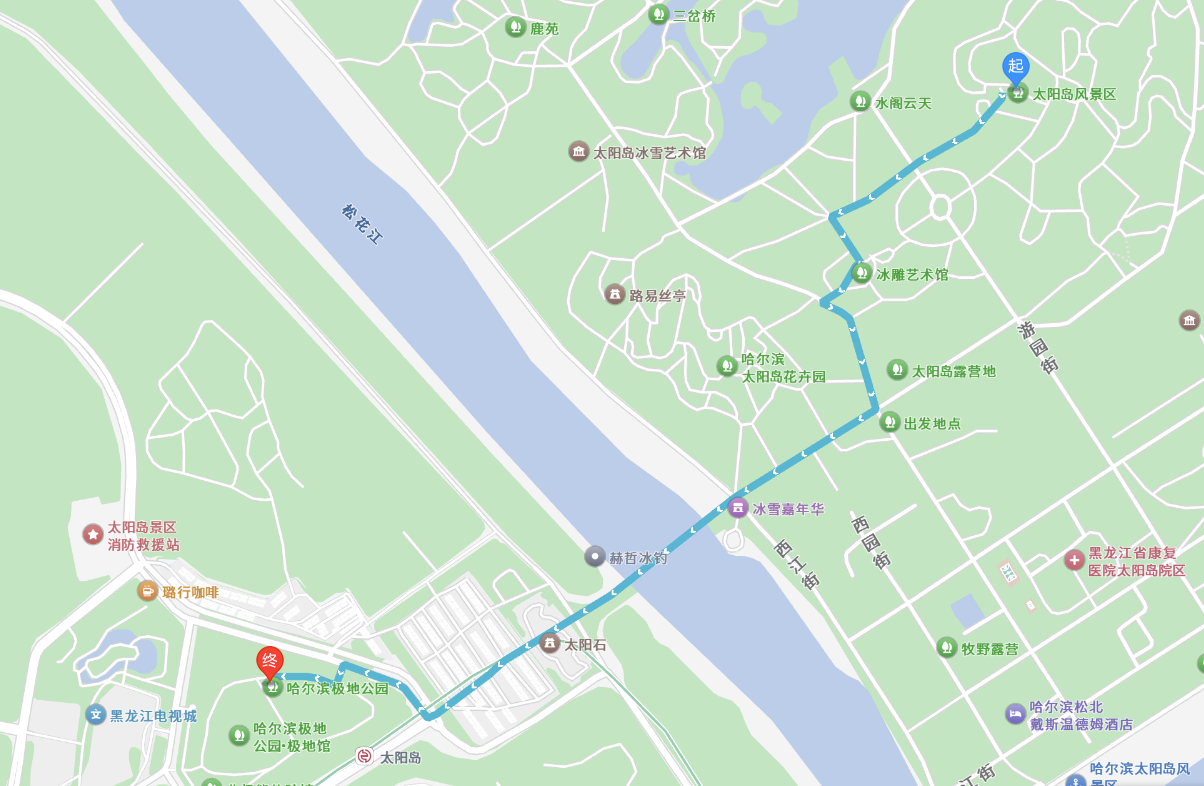 鹿苑
三岔桥
起
太阳岛风景区
水阁云天
太阳岛冰雪艺术馆
松花江
冰雕艺术馆
路易丝亭
游园街
哈尔滨
太阳岛花卉园
太阳岛露营地
出发地点
冰雪嘉年华
西园街
西江街
太阳岛景区
消防救援站
赫哲冰钓
黑龙江省康复
医院太阳岛院区
璐行咖啡
太阳石
牧野露营
终
哈尔滨极地公园
黑龙江电视城
哈尔滨极地
公园·极地馆
太阳岛
哈尔滨松北
戴斯温德姆酒店
江街
哈尔滨太阳岛风
景区